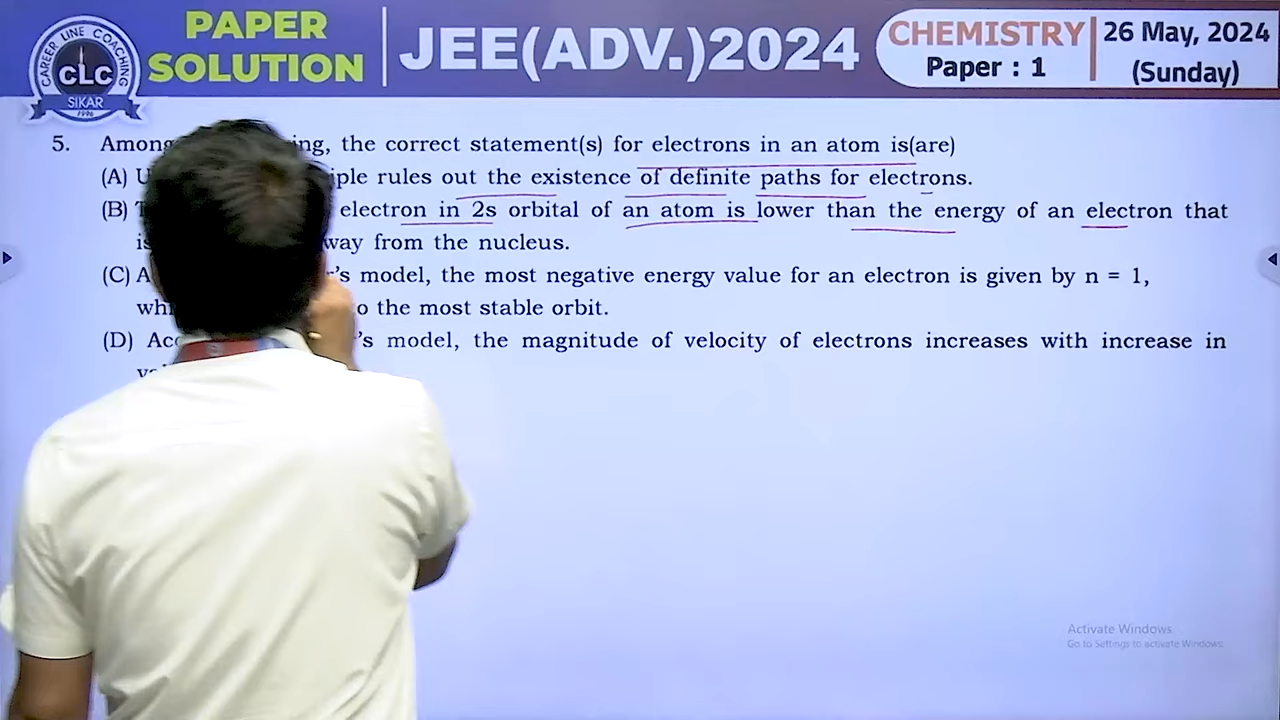 PAPER
SOLUTION
JEE(ADV.)2024
CHEMISTRY
Paper : 1
26 May, 2024
(Sunday)
CAREER LINE COACHING
CLC
SIKAR
1996
5. Among ing, the correct statement(s) for electrons in an atom is(are)
(A) U iple rules out the existence of definite paths for electrons.
(B) T electron in 2s orbital of an atom is lower than the energy of an electron that
is way from the nucleus.
(C) A r's model, the most negative energy value for an electron is given by n = 1,
whi o the most stable orbit.
(D) Acc 's model, the magnitude of velocity of electrons increases with increase in
Activate Windows
Go to Settings to activate Windows.